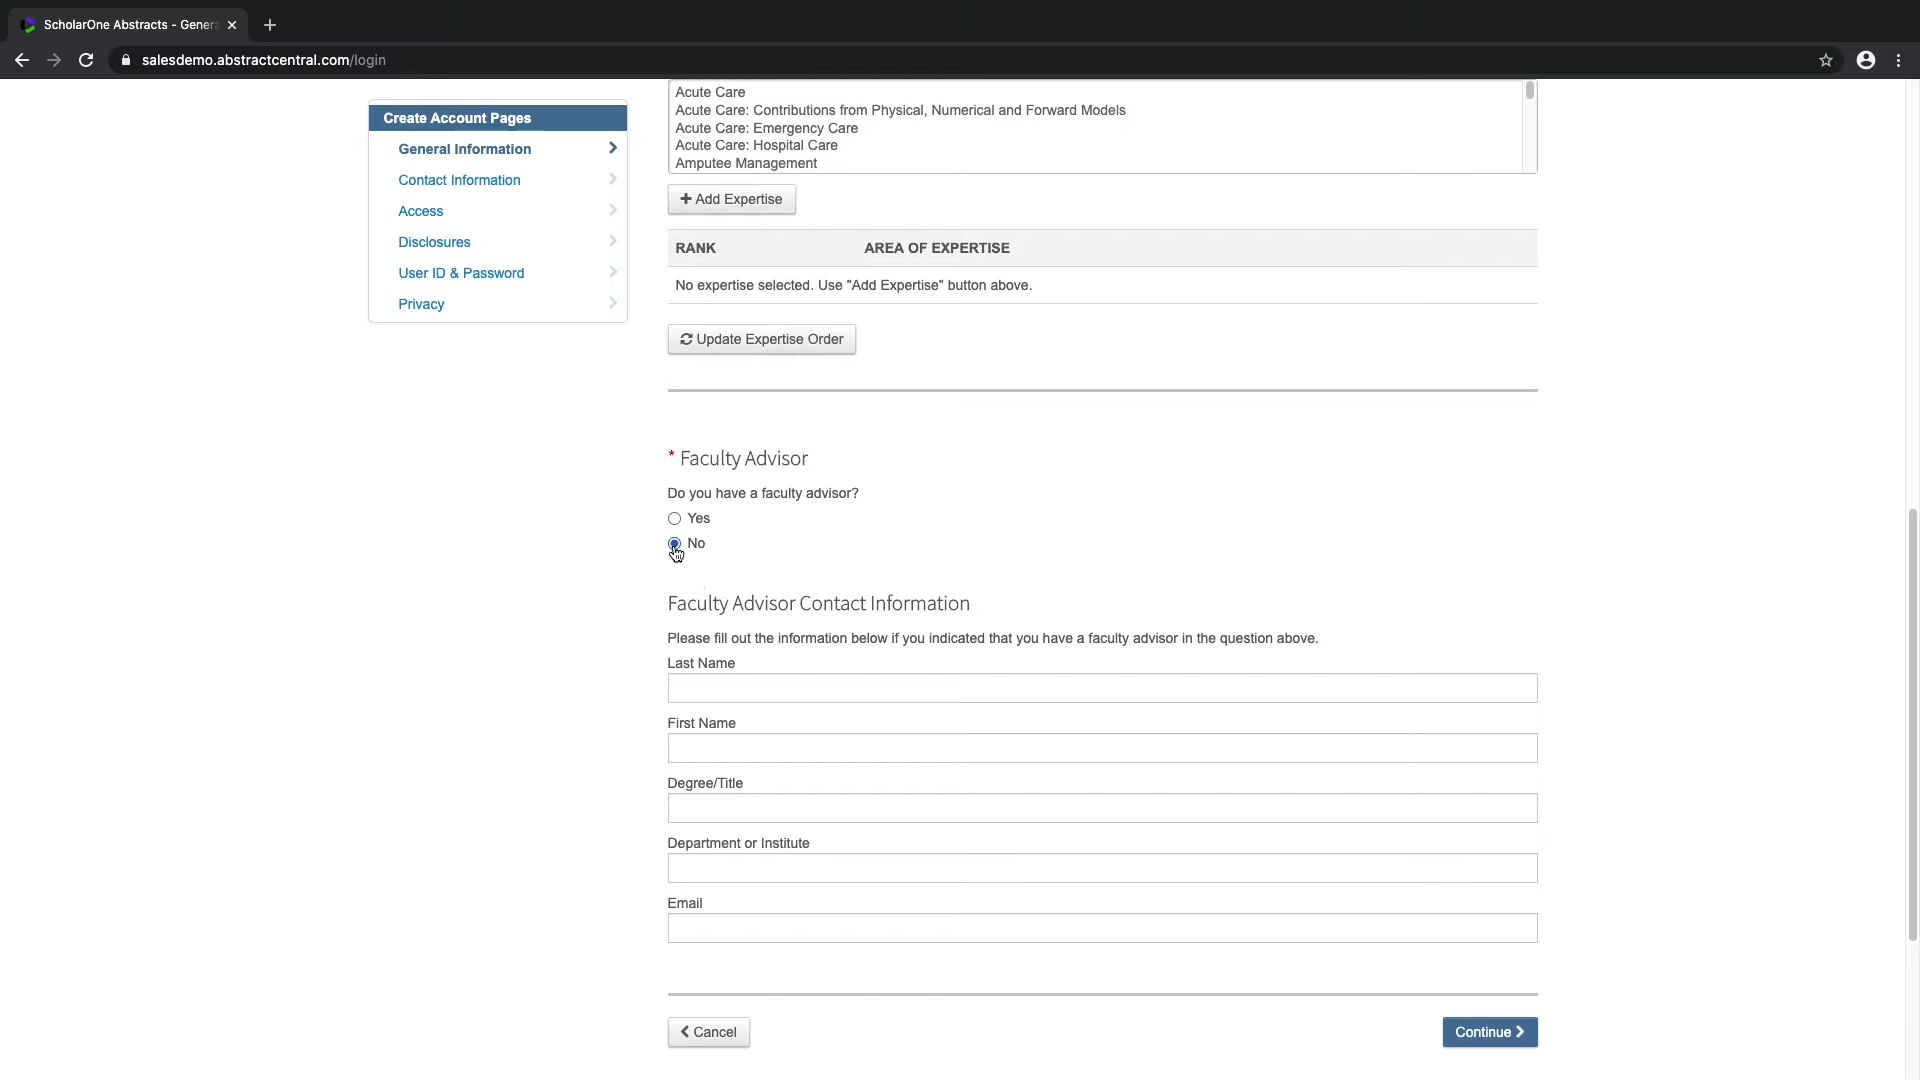 ScholarOne Abstracts - Genera
salesdemo.abstractcentral.com/login
Create Account Pages
General Information
Contact Information
Access
Disclosures
User ID & Password
Privacy
Acute Care
Acute Care: Contributions from Physical, Numerical and Forward Models
Acute Care: Emergency Care
Acute Care: Hospital Care
Amputee Management
Add Expertise
RANK AREA OF EXPERTISE
No expertise selected. Use "Add Expertise" button above.
Update Expertise Order
* Faculty Advisor
Do you have a faculty advisor?
Yes
No
Faculty Advisor Contact Information
Please fill out the information below if you indicated that you have a faculty advisor in the question above.
Last Name
First Name
Degree/Title
Department or Institute
Email
Cancel
Continue